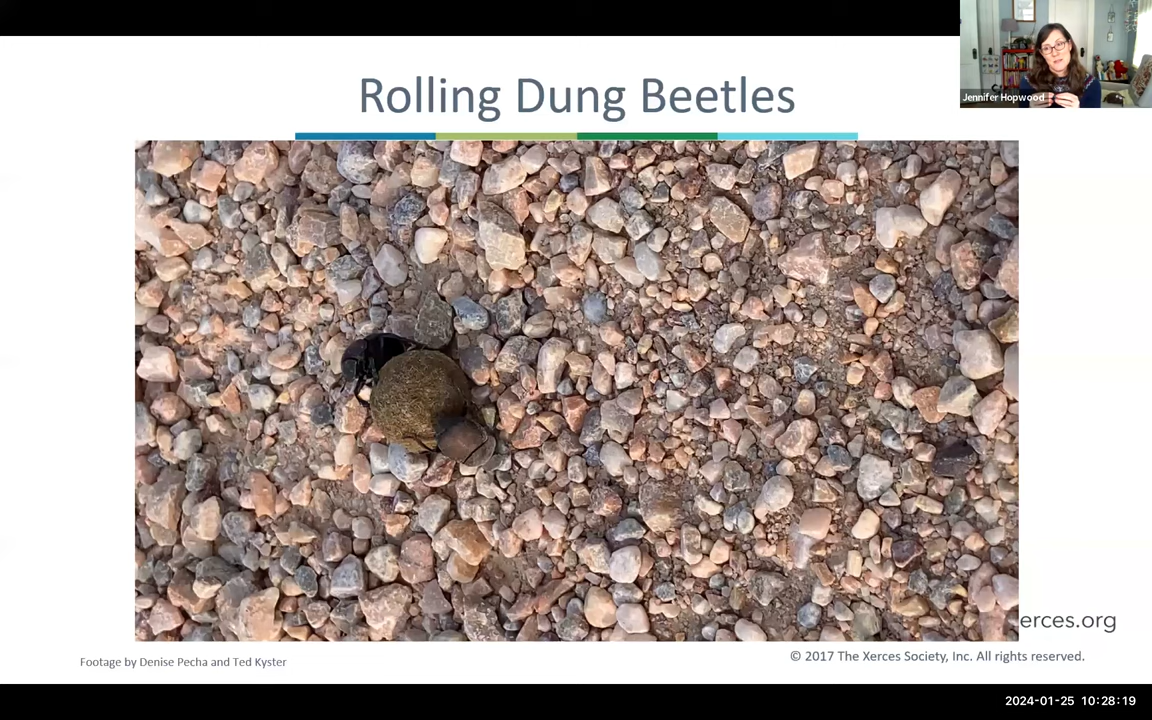 Rolling Dung Beetles
Jennifer Hopwood
erces.org
Footage by Denise Pecha and Ted Kyster
© 2017 The Xerces Society, Inc. All rights reserved.
2024-01-25 10:28:19